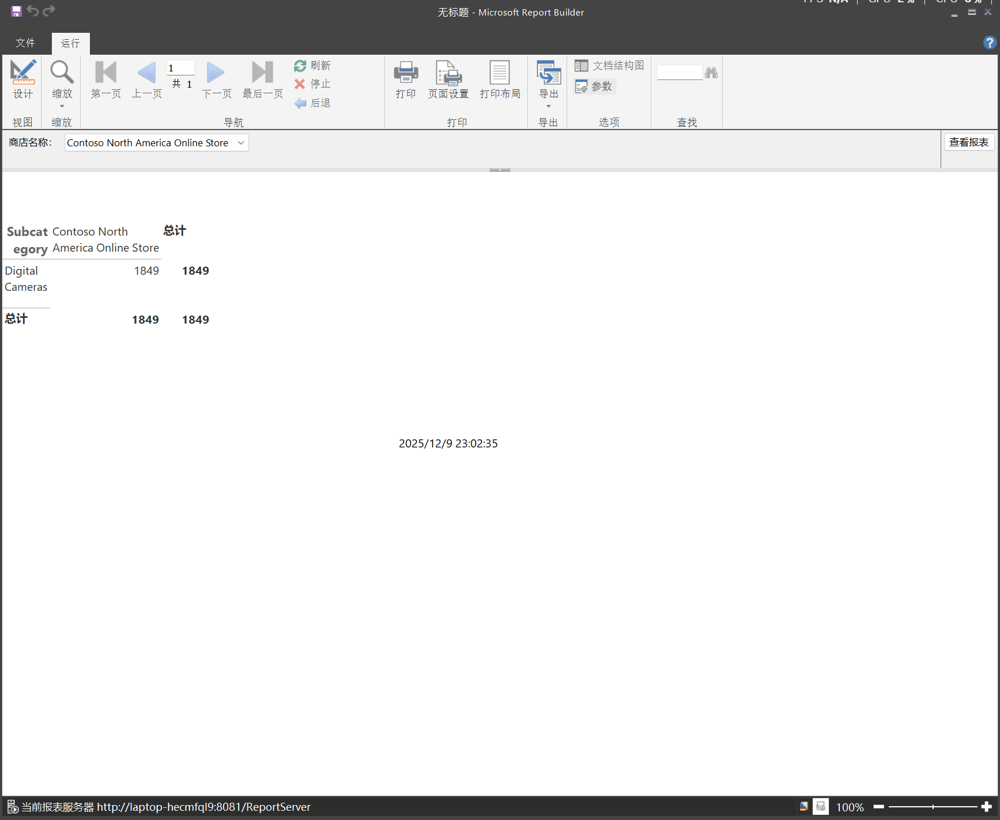 无标题 - Microsoft Report Builder
文件
运行
设计
缩放
第一页
上一页
1
共 1
下一页
最后一页
刷新
停止
后退
打印
页面设置
打印布局
导出
文档结构图
参数
视图
缩放
导航
打印
导出
选项
查找
商店名称:
Contoso North America Online Store
查看报表
Subcat
egory
Contoso North
America Online Store
总计
Digital
Cameras
1849
1849
总计
1849
1849
2025/12/9 23:02:35
当前报表服务器 http://laptop-hecmfql9:8081/ReportServer
100%